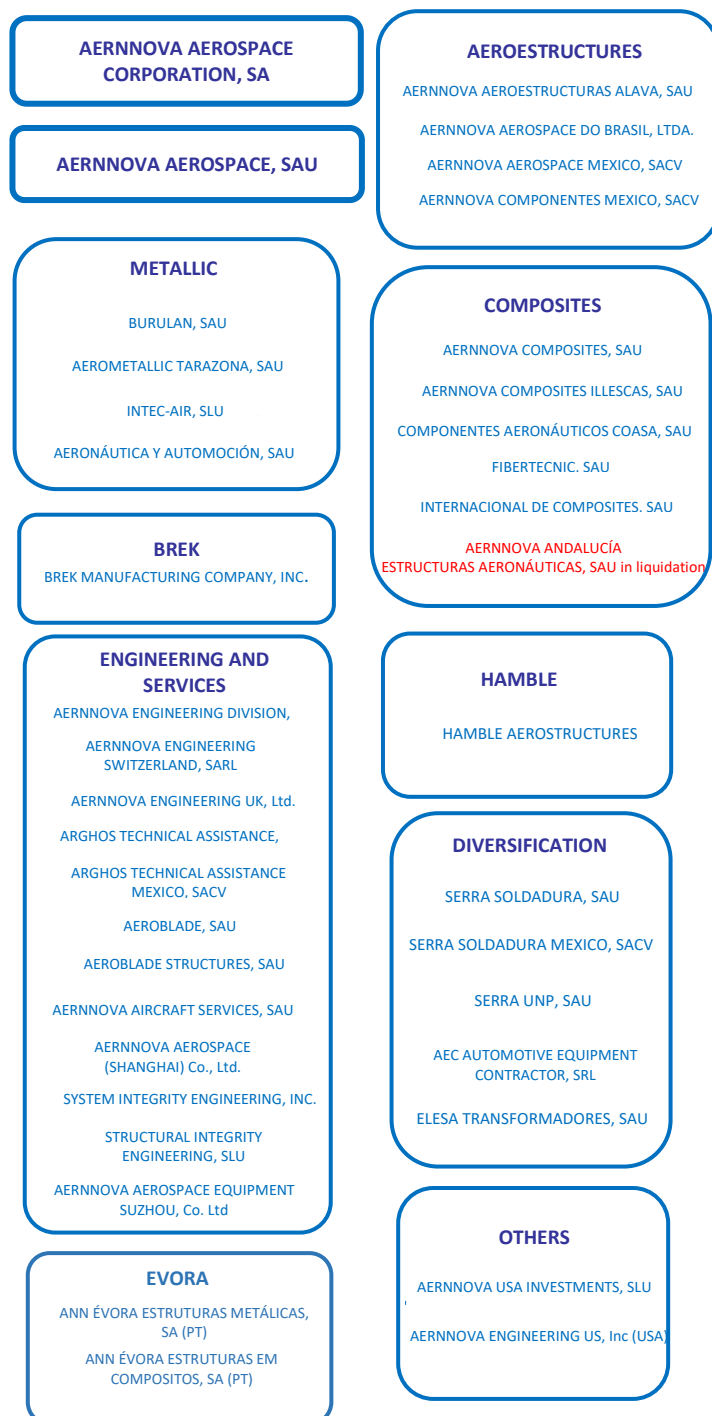 AERNNOVA AEROSPACE
CORPORATION, SA
AERNNOVA AEROSPACE, SAU
AEROESTRUCTURES
AERNNOVA AEROESTRUCTURAS ALAVA, SAU
AERNNOVA AEROSPACE DO BRASIL, LTDA.
AERNNOVA AEROSPACE MEXICO, SACV
AERNNOVA COMPONENTES MEXICO, SACV
METALLIC
BURULAN, SAU
AEROMETALLIC TARAZONA, SAU
INTEC-AIR, SLU
AERONÁUTICA Y AUTOMOCIÓN, SAU
COMPOSITES
AERNNOVA COMPOSITES, SAU
AERNNOVA COMPOSITES ILLESCAS, SAU
COMPONENTES AERONÁUTICOS COASA, SAU
FIBERTECNIC. SAU
INTERNACIONAL DE COMPOSITES. SAU
AERNNOVA ANDALUCÍA
ESTRUCTURAS AERONÁUTICAS, SAU in liquidation
BREK
BREK MANUFACTURING COMPANY, INC.
ENGINEERING AND
SERVICES
AERNNOVA ENGINEERING DIVISION,
AERNNOVA ENGINEERING
SWITZERLAND, SARL
AERNNOVA ENGINEERING UK, Ltd.
ARGHOS TECHNICAL ASSISTANCE,
ARGHOS TECHNICAL ASSISTANCE
MEXICO, SACV
AEROBLADE, SAU
AEROBLADE STRUCTURES, SAU
AERNNOVA AIRCRAFT SERVICES, SAU
AERNNOVA AEROSPACE
(SHANGHAI) Co., Ltd.
SYSTEM INTEGRITY ENGINEERING, INC.
STRUCTURAL INTEGRITY
ENGINEERING, SLU
AERNNOVA AEROSPACE EQUIPMENT
SUZHOU, Co. Ltd
HAMBLE
HAMBLE AEROSTRUCTURES
DIVERSIFICATION
SERRA SOLDADURA, SAU
SERRA SOLDADURA MEXICO, SACV
SERRA UNP, SAU
AEC AUTOMOTIVE EQUIPMENT
CONTRACTOR, SRL
ELESA TRANSFORMADORES, SAU
EVORA
ANN ÉVORA ESTRUTURAS METÁLICAS,
SA (PT)
ANN ÉVORA ESTRUTURAS EM
COMPOSITOS, SA (PT)
OTHERS
AERNNOVA USA INVESTMENTS, SLU
'
AERNNOVA ENGINEERING US, Inc (USA)